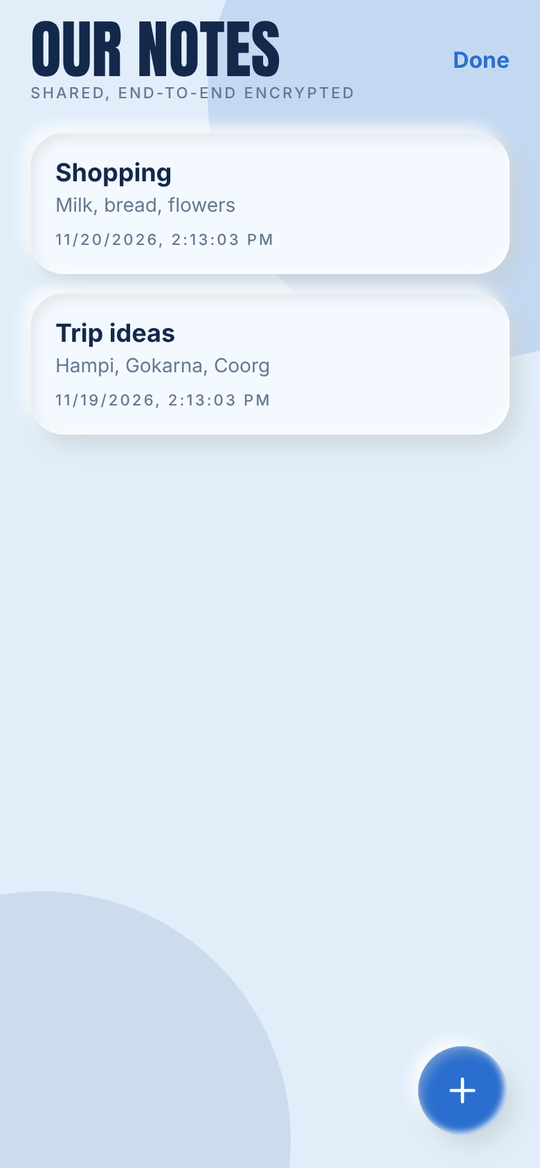 OUR NOTES
Done
SHARED, END-TO-END ENCRYPTED
Shopping
Milk, bread, flowers
11/20/2026, 2:13:03 PM
Trip ideas
Hampi, Gokarna, Coorg
11/19/2026, 2:13:03 PM